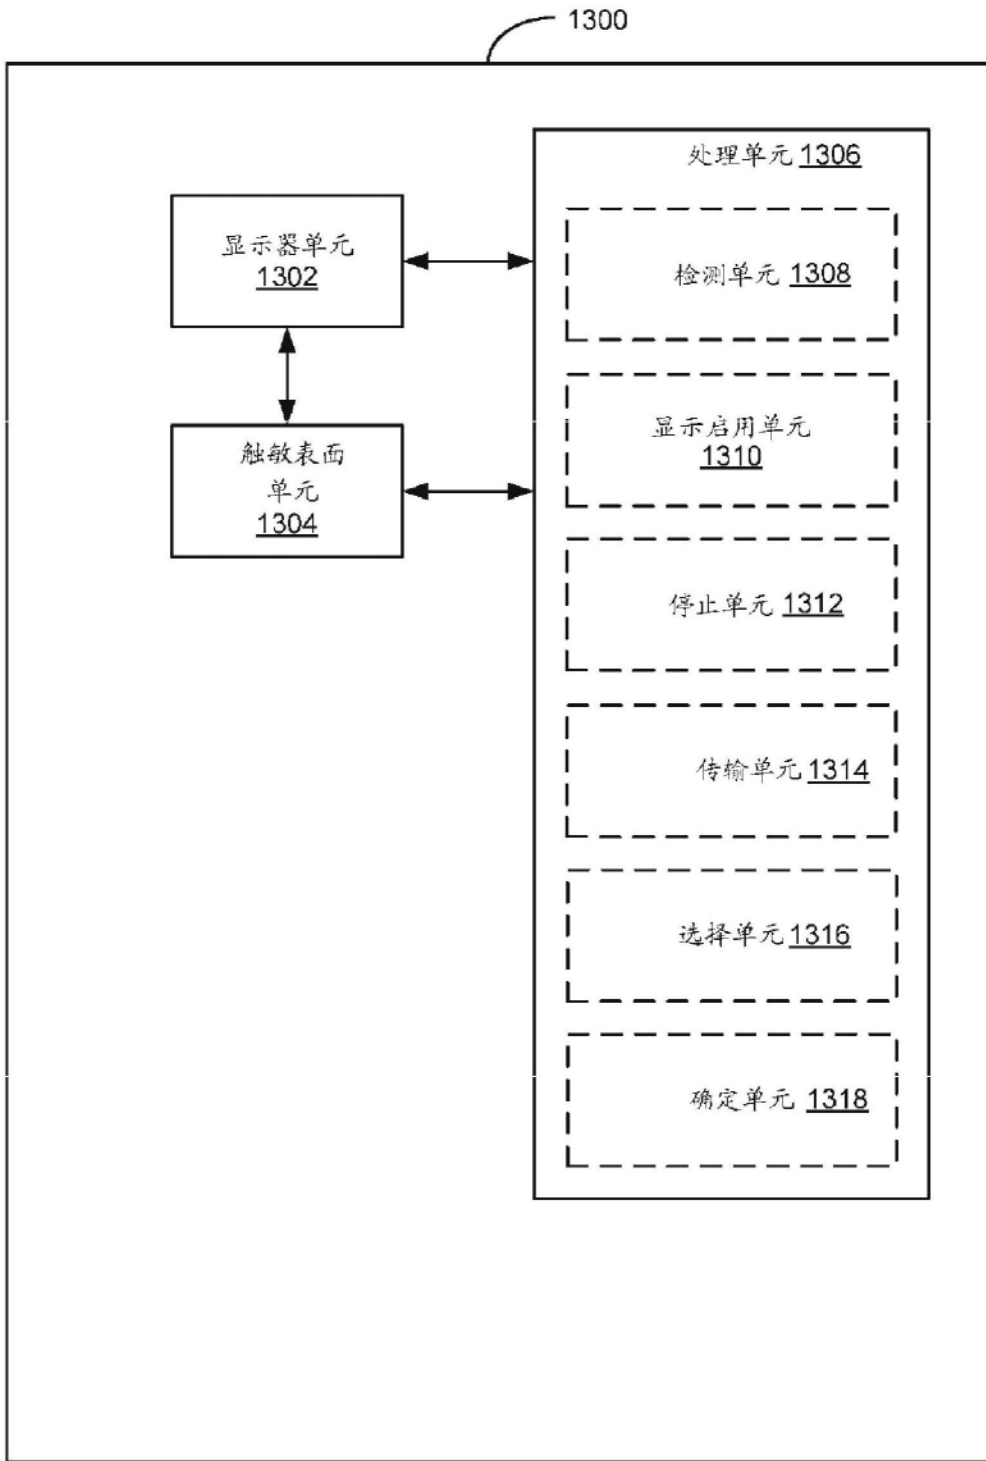 1300
处理单元 1306
显示器单元
1302
检测单元 1308
触敏表面
单元
1304
显示启用单元
1310
停止单元 1312
传输单元 1314
选择单元 1316
确定单元 1318